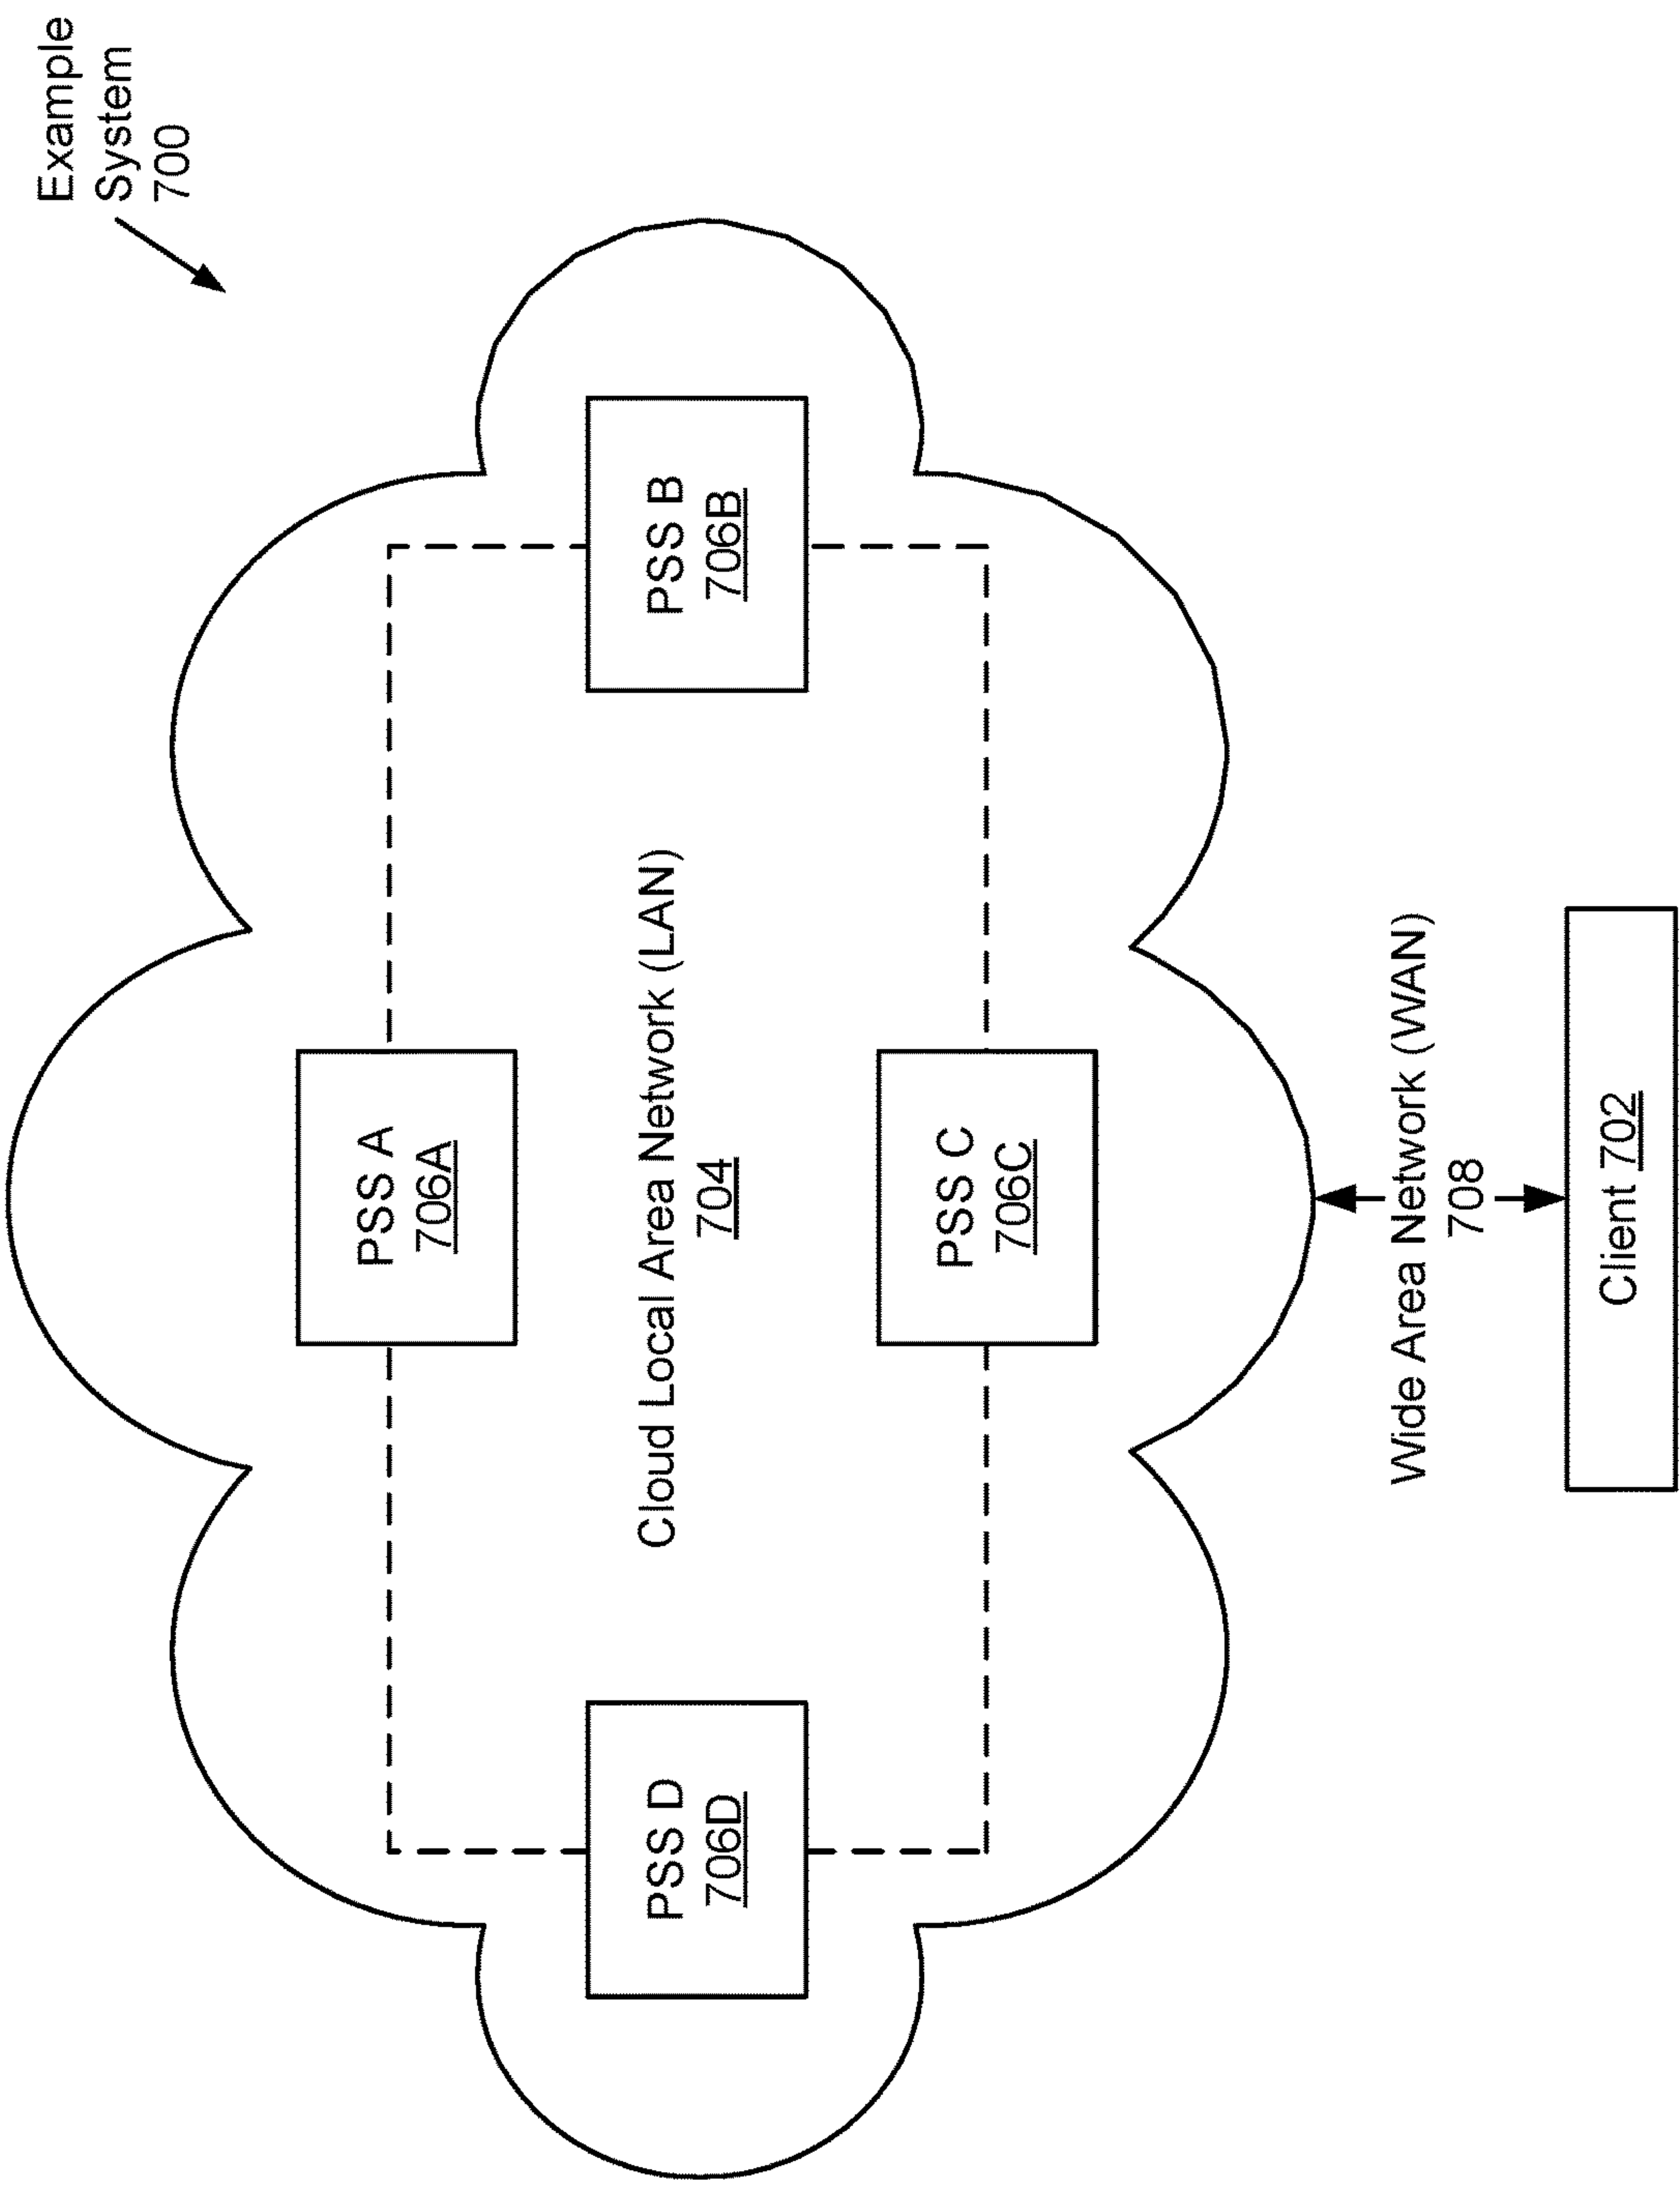 Example
System
700
PSS A
706A
PSS D
706D
Cloud Local Area Network (LAN)
704
PSS B
706B
PSS C
706C
Wide Area Network (WAN)
708
Client 702